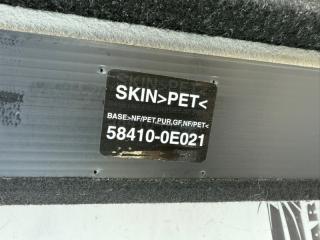 SKIN>PET<
BASE>NF/PET,PUR,GF,NF/PET<
58410-0E021